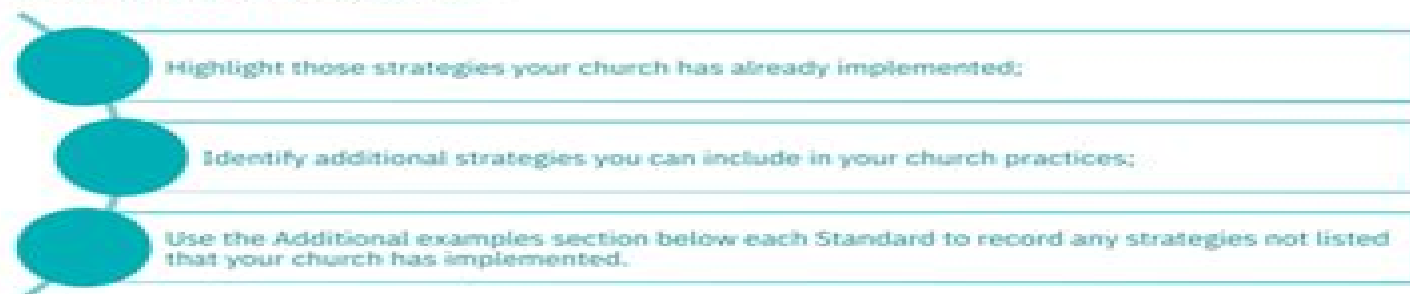 Highlight those strategies your church has already implemented;
Identify additional strategies you can include in your church practices;
Use the Additional examples section below each Standard to record any strategies not listed
that your church has implemented.